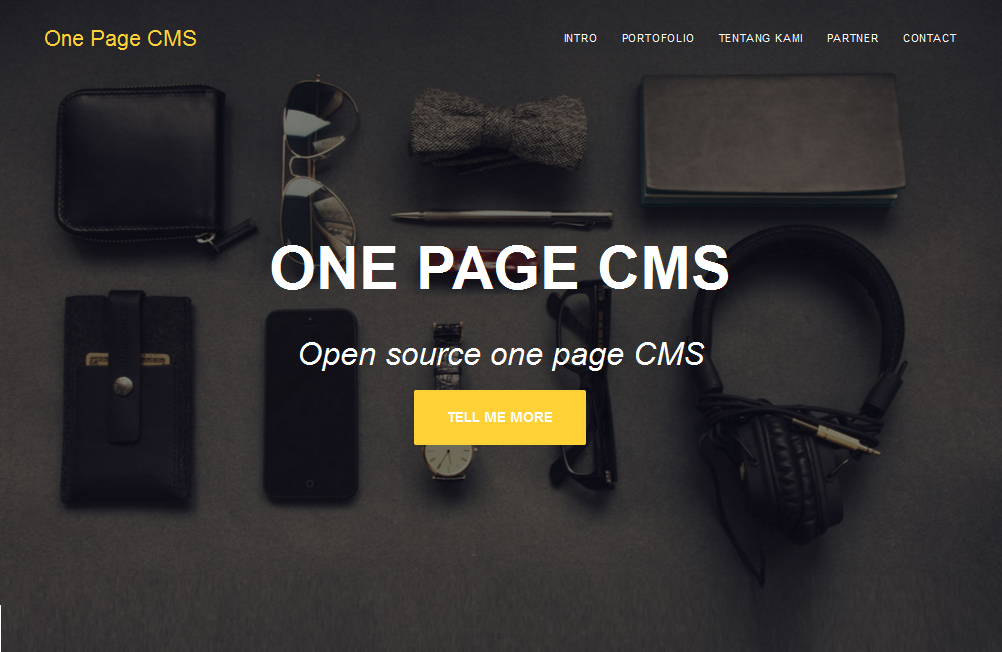 One Page CMS
INTRO PORTOFOLIO TENTANG KAMI PARTNER CONTACT
ONE PAGE CMS
Open source one page CMS
TELL ME MORE